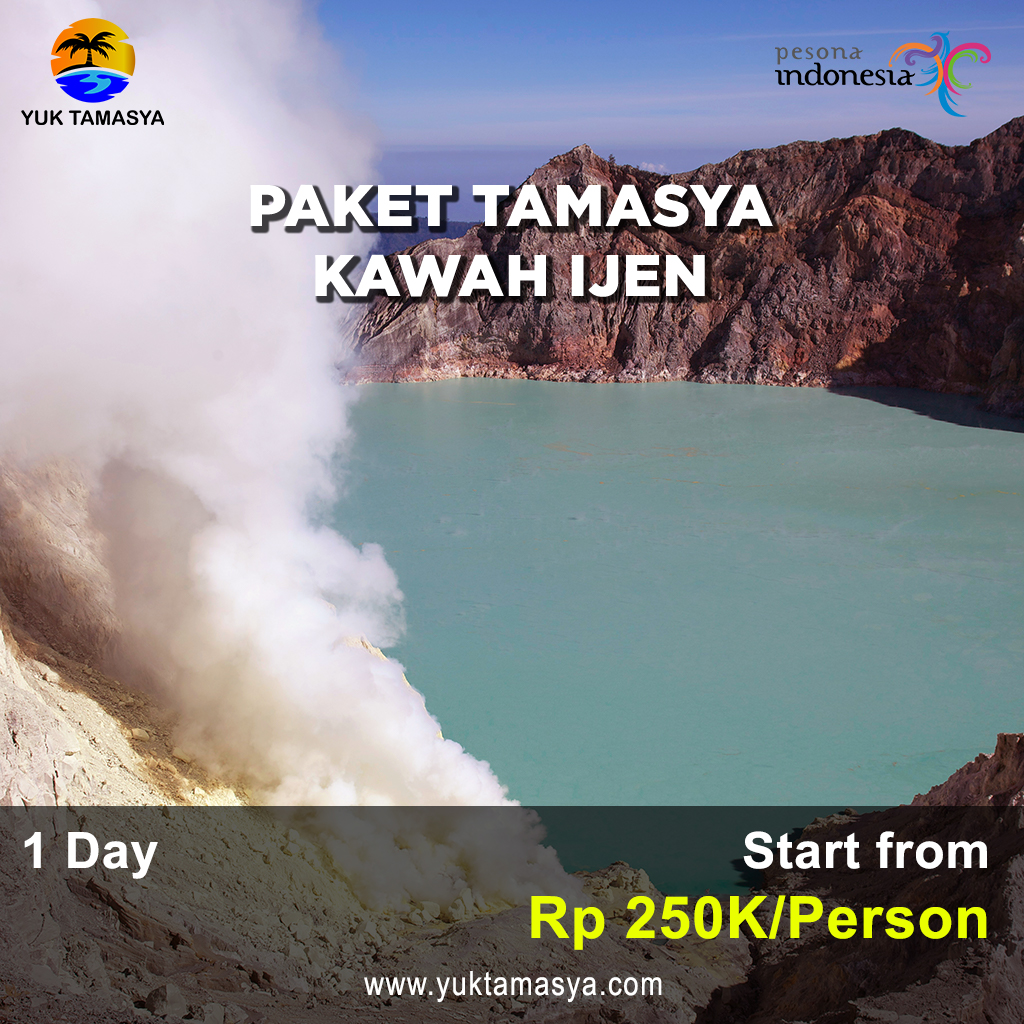 YUK TAMASYA
pesona
indonesia
PAKET TAMASYA
KAWAH IJEN
1 Day
Start from
Rp 250K/Person
www.yuktamasya.com